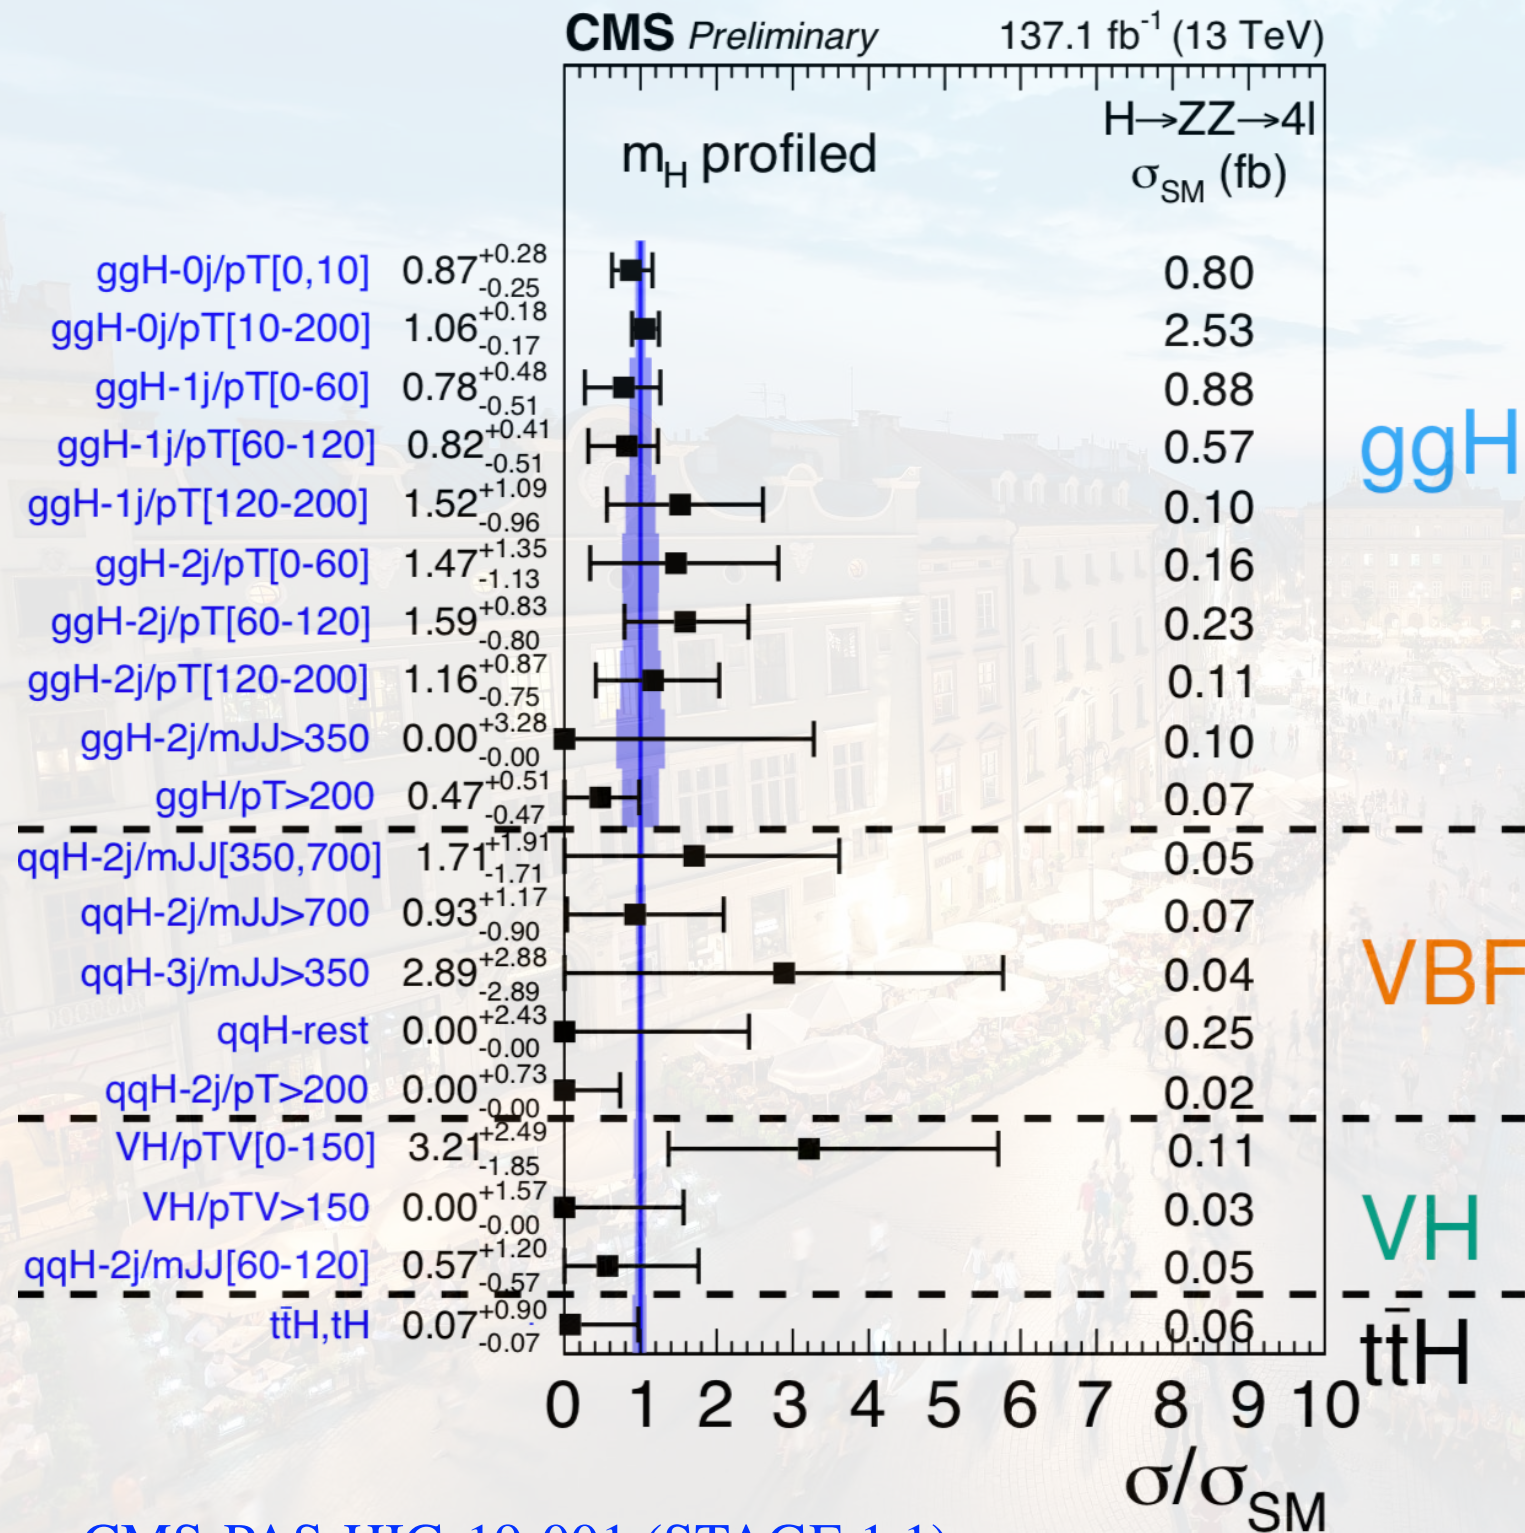 CMS Preliminary 137.1 fb⁻¹ (13 TeV)
H→ZZ→4l
m_H profiled
σ_SM (fb)
ggH-0j/pT[0,10] 0.87 +0.28 -0.25 0.80
ggH-0j/pT[10-200] 1.06 +0.18 -0.17 2.53
ggH-1j/pT[0-60] 0.78 +0.48 -0.51 0.88
ggH-1j/pT[60-120] 0.82 +0.41 -0.51 0.57
ggH
ggH-1j/pT[120-200] 1.52 +1.09 -0.96 0.10
ggH-2j/pT[0-60] 1.47 +1.35 -1.13 0.16
ggH-2j/pT[60-120] 1.59 +0.83 -0.80 0.23
ggH-2j/pT[120-200] 1.16 +0.87 -0.75 0.11
ggH-2j/mJJ>350 0.00 +3.28 -0.00 0.10
ggH/pT>200 0.47 +0.51 -0.47 0.07
qqH-2j/mJJ[350,700] 1.71 +1.91 -1.71 0.05
qqH-2j/mJJ>700 0.93 +1.17 -0.90 0.07
qqH-3j/mJJ>350 2.89 +2.88 -2.89 0.04
VBF
qqH-rest 0.00 +2.43 -0.00 0.25
qqH-2j/pT>200 0.00 +0.73 -0.00 0.02
VH/pTV[0-150] 3.21 +2.49 -1.85 0.11
VH/pTV>150 0.00 +1.57 -0.00 0.03
VH
qqH-2j/mJJ[60-120] 0.57 +1.20 -0.57 0.05
tt̄H,tH 0.07 +0.90 -0.07 0.06
tt̄H
0 1 2 3 4 5 6 7 8 9 10
σ/σ_SM
CMS-PAS-HIG-19-001 (STAGE 1.1)